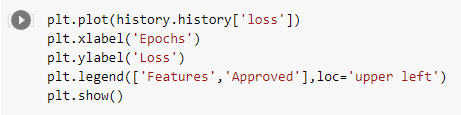 plt.plot(history.history['loss'])
plt.xlabel('Epochs')
plt.ylabel('Loss')
plt.legend(['Features','Approved'],loc='upper left')
plt.show()